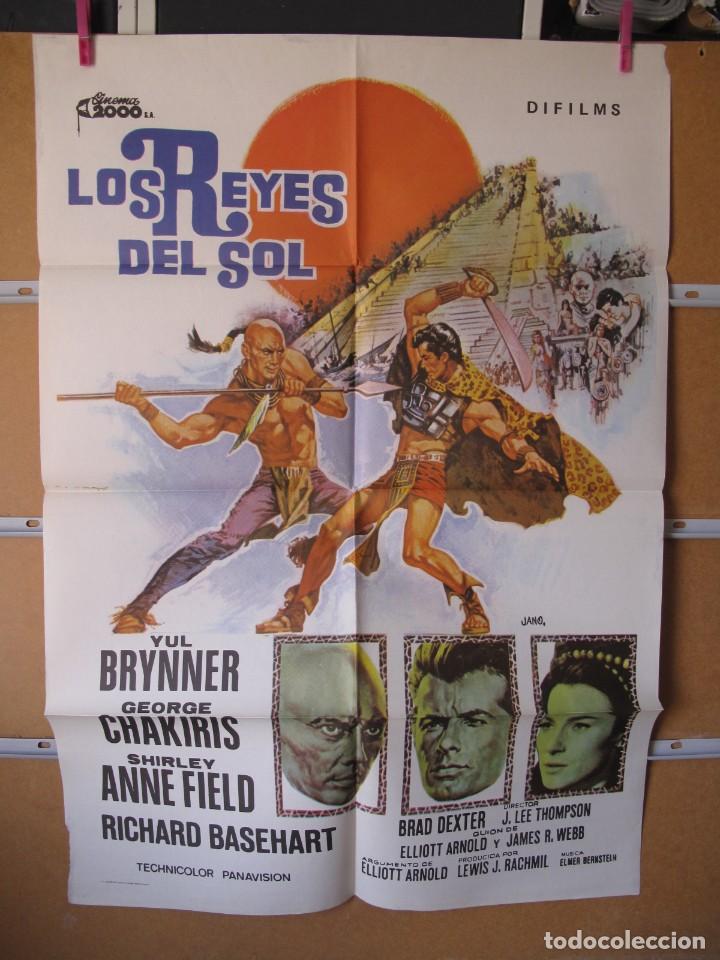 Cinema
2000 S.A.
DIFILMS
LOS REYES
DEL SOL
JANO.
YUL
BRYNNER
GEORGE
CHAKIRIS
SHIRLEY
ANNE FIELD
RICHARD BASEHART
TECHNICOLOR PANAVISION
BRAD DEXTER
DIRECTOR
J. LEE THOMPSON
GUION DE
ELLIOTT ARNOLD Y JAMES R. WEBB
ARGUMENTO DE
ELLIOTT ARNOLD
PRODUCIDA POR
LEWIS J. RACHMIL
MUSICA
ELMER BERNSTEIN
todocoleccion.net